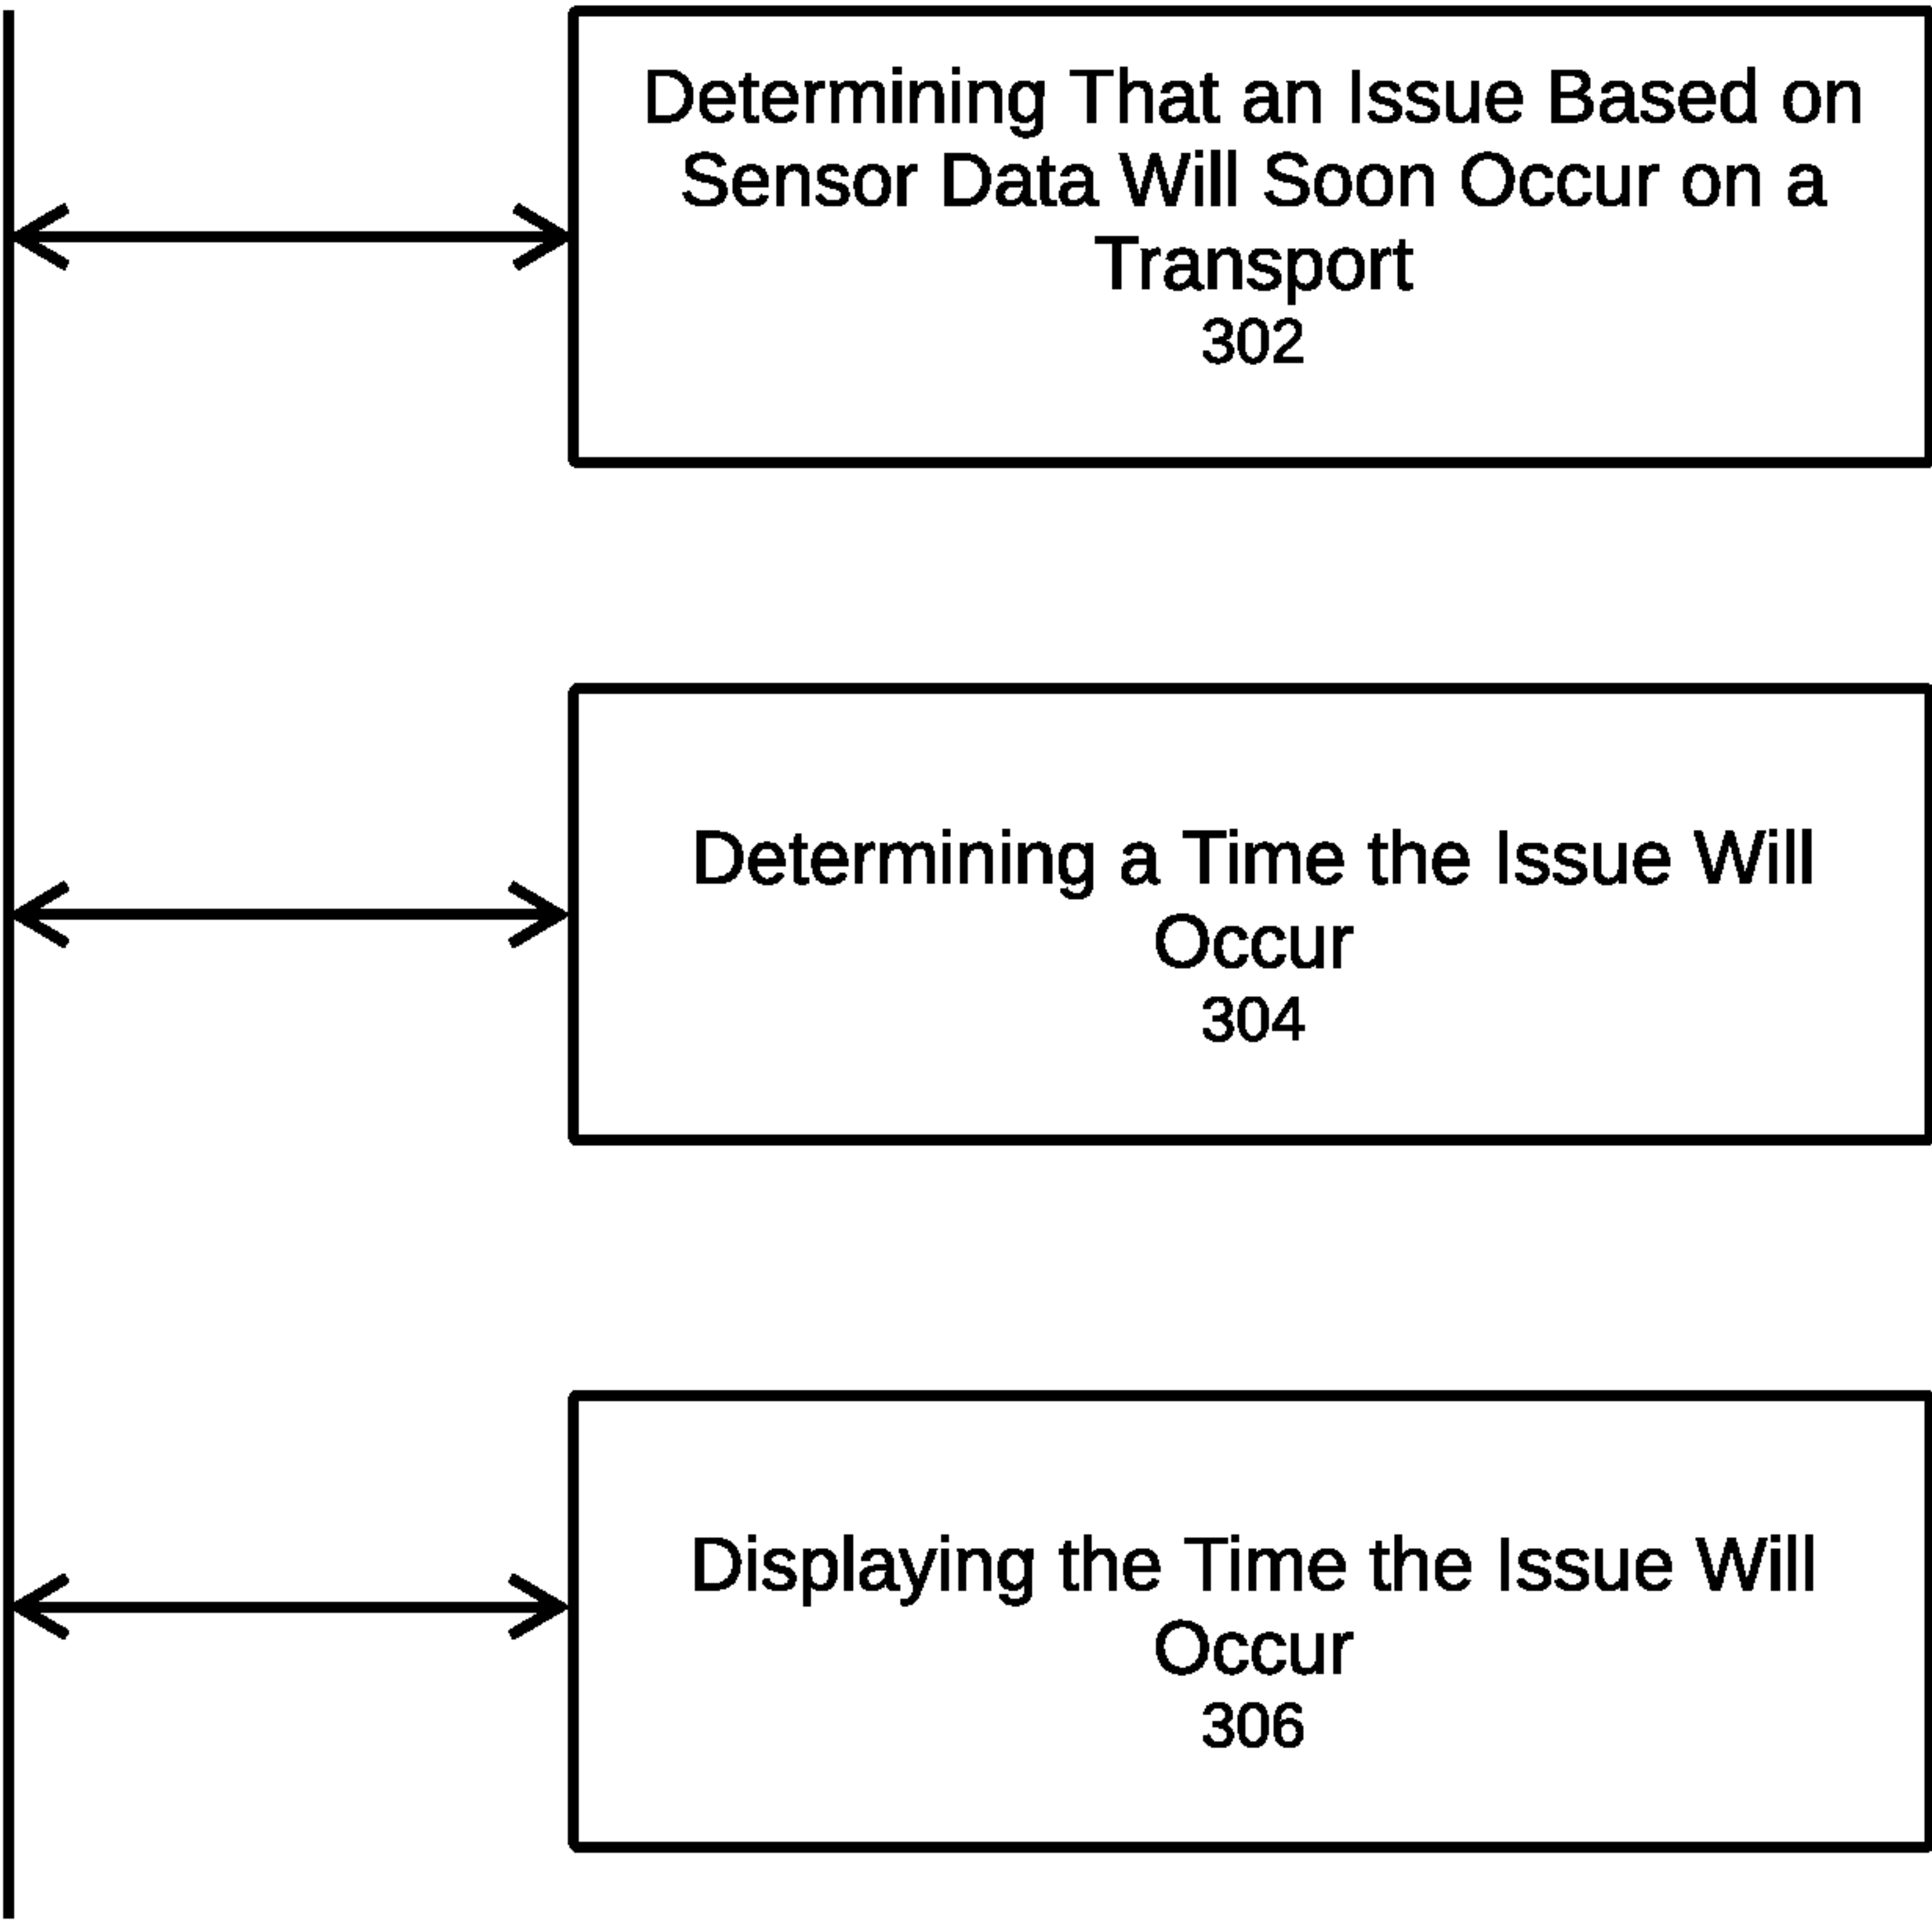 Determining That an Issue Based on
Sensor Data Will Soon Occur on a
Transport
302
Determining a Time the Issue Will
Occur
304
Displaying the Time the Issue Will
Occur
306